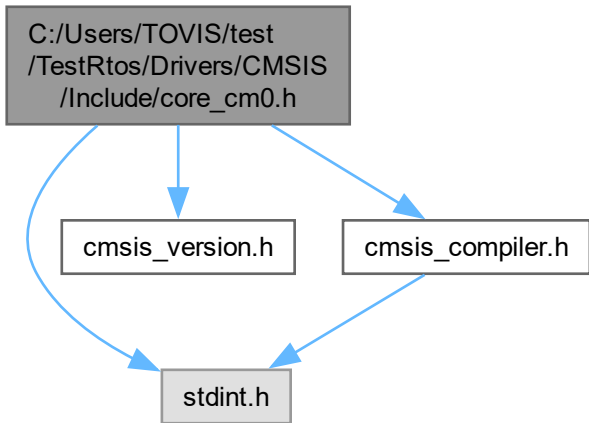 C:/Users/TOVIS/test
/TestRtos/Drivers/CMSIS
/Include/core_cm0.h
cmsis_version.h
cmsis_compiler.h
stdint.h